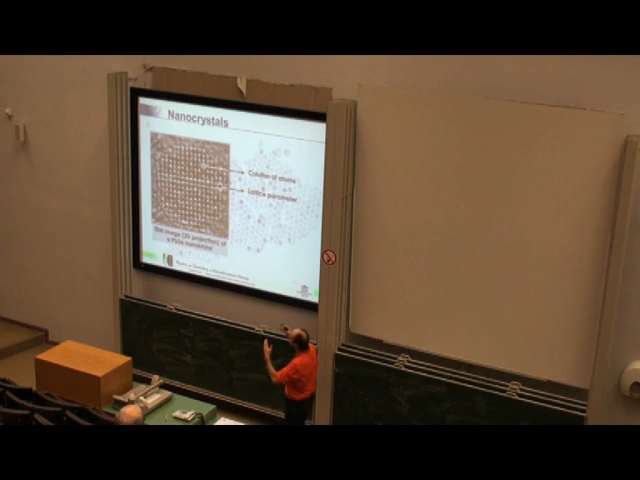 Nanocrystals
Column of atoms
Lattice parameter
TEM image (2D projection) of
a PbSe nanocrystal